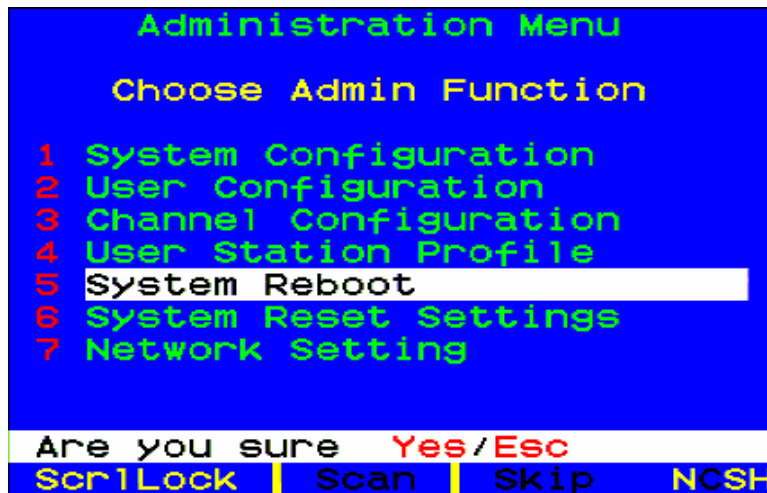 Administration Menu
Choose Admin Function
1 System Configuration
2 User Configuration
3 Channel Configuration
4 User Station Profile
5 System Reboot
6 System Reset Settings
7 Network Setting
Are you sure Yes/Esc
ScrlLock Scan Skip NCSH